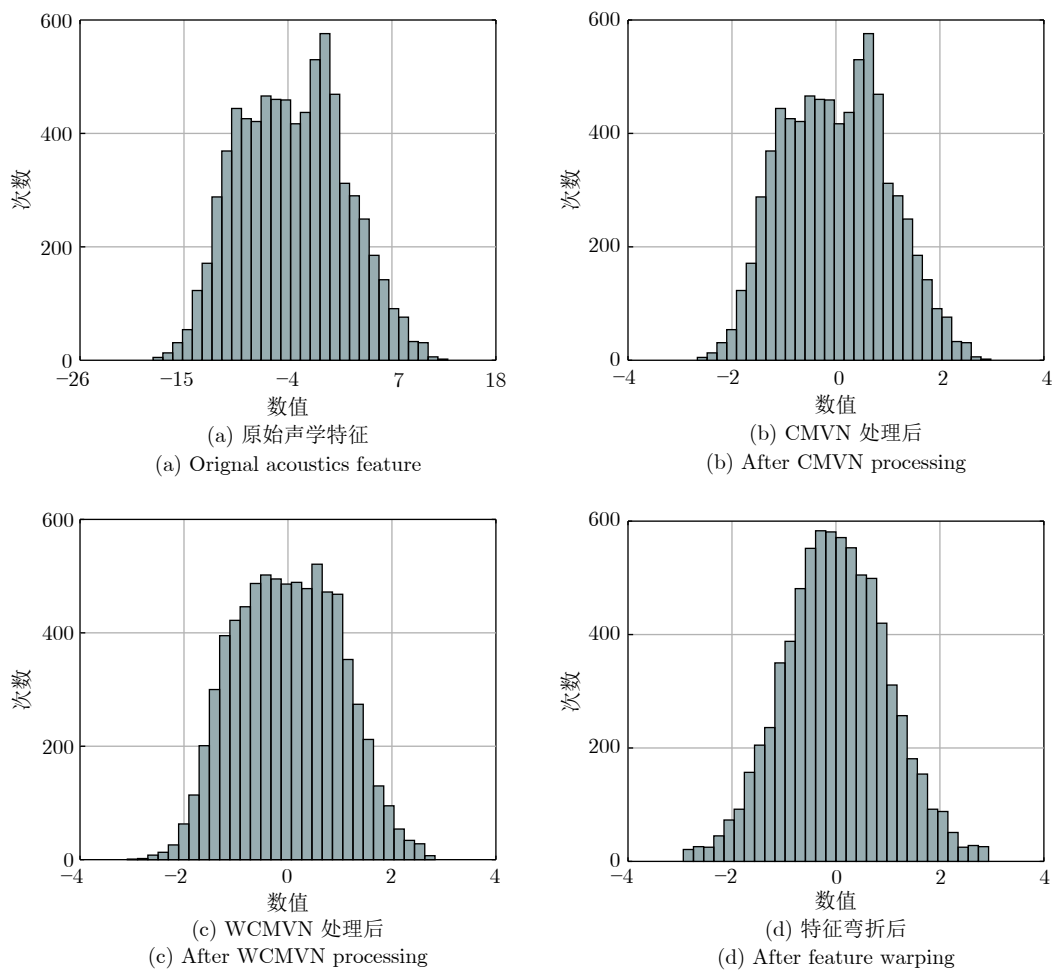 600
400
200
0
次数
−26
−15
−4
7
18
数值
(a) 原始声学特征
(a) Orignal acoustics feature
600
400
200
0
次数
−4
−2
0
2
4
数值
(b) CMVN 处理后
(b) After CMVN processing
600
400
200
0
次数
−4
−2
0
2
4
数值
(c) WCMVN 处理后
(c) After WCMVN processing
600
400
200
0
次数
−4
−2
0
2
4
数值
(d) 特征弯折后
(d) After feature warping